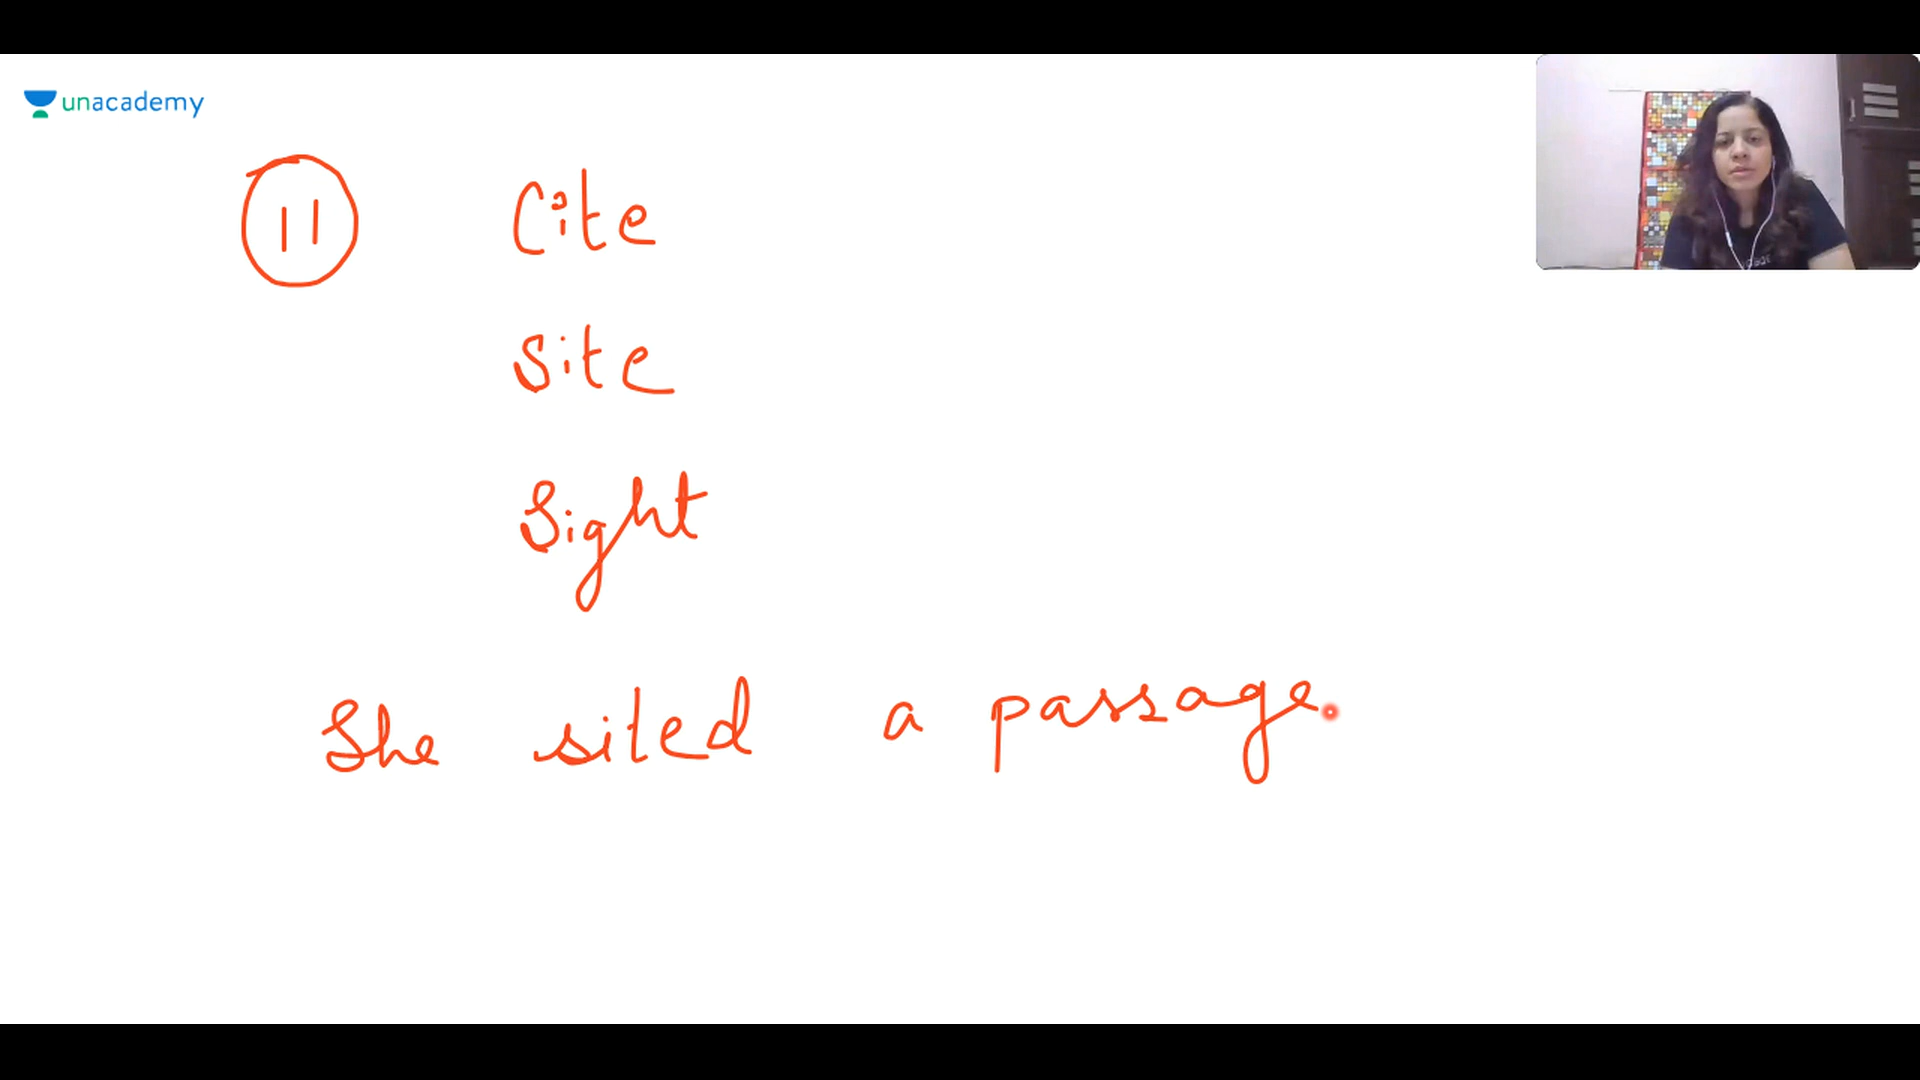 unacademy
11 Cite
Site
Sight
She sited a passage